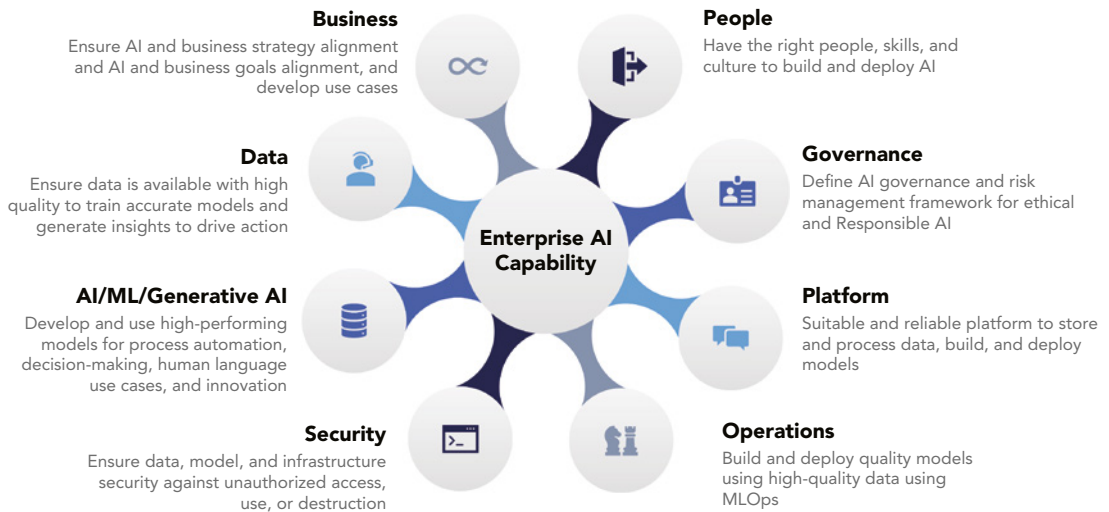 Business
Ensure AI and business strategy alignment
and AI and business goals alignment, and
develop use cases
People
Have the right people, skills, and
culture to build and deploy AI
Data
Ensure data is available with high
quality to train accurate models and
generate insights to drive action
Governance
Define AI governance and risk
management framework for ethical
and Responsible AI
Enterprise AI
Capability
AI/ML/Generative AI
Develop and use high-performing
models for process automation,
decision-making, human language
use cases, and innovation
Platform
Suitable and reliable platform to store
and process data, build, and deploy
models
Security
Ensure data, model, and infrastructure
security against unauthorized access,
use, or destruction
Operations
Build and deploy quality models
using high-quality data using
MLOps